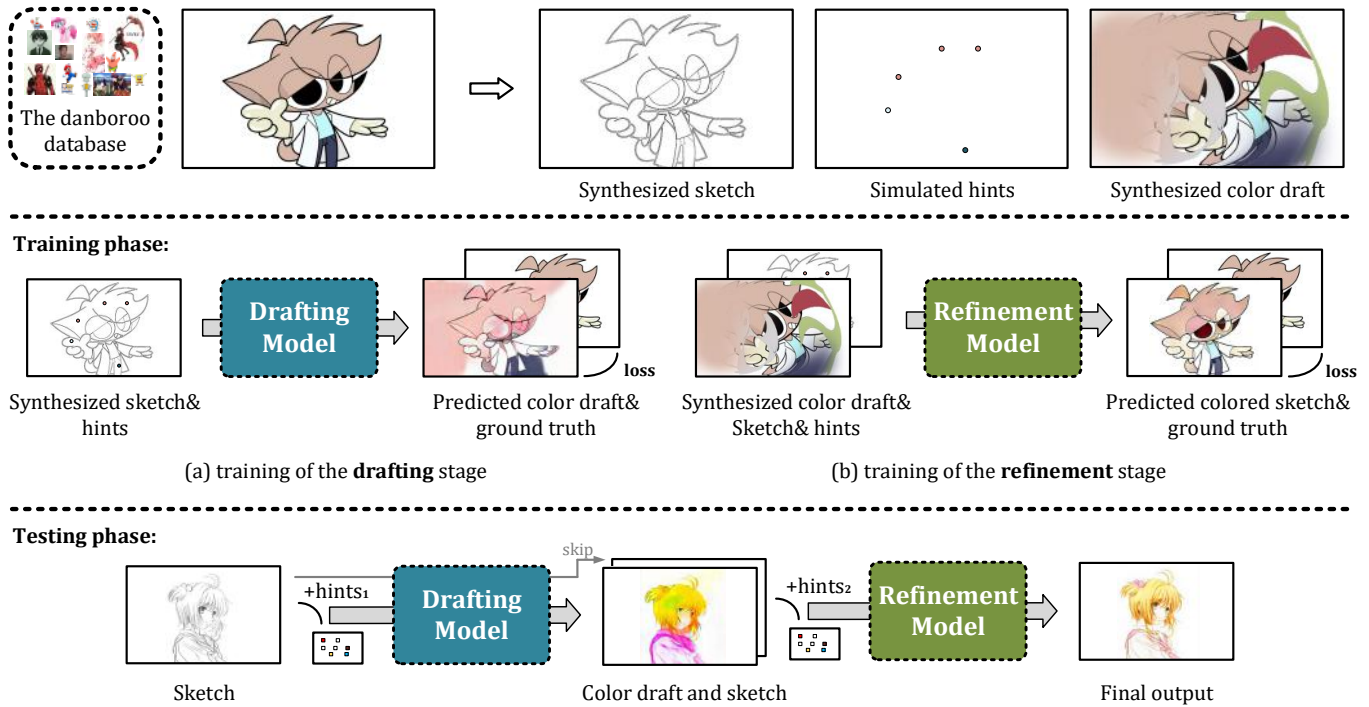 The danboroo
database
Synthesized sketch
Simulated hints
Synthesized color draft
Training phase:
Drafting
Model
loss
Refinement
Model
loss
Synthesized sketch&
hints
Predicted color draft&
ground truth
Synthesized color draft&
Sketch& hints
Predicted colored sketch&
ground truth
(a) training of the drafting stage
(b) training of the refinement stage
Testing phase:
skip
+hints₁
Drafting
Model
+hints₂
Refinement
Model
Sketch
Color draft and sketch
Final output